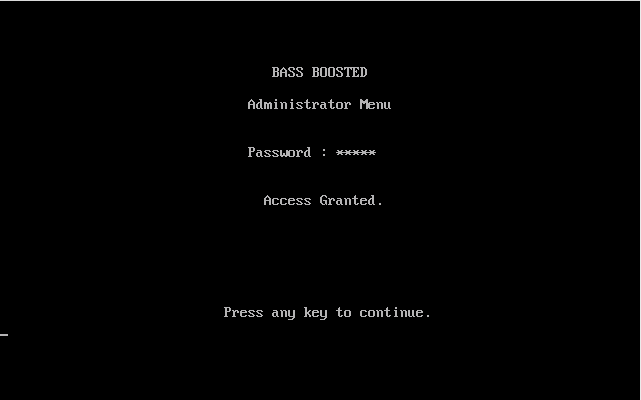 BASS BOOSTED
Administrator Menu
Password : *****
Access Granted.
Press any key to continue.